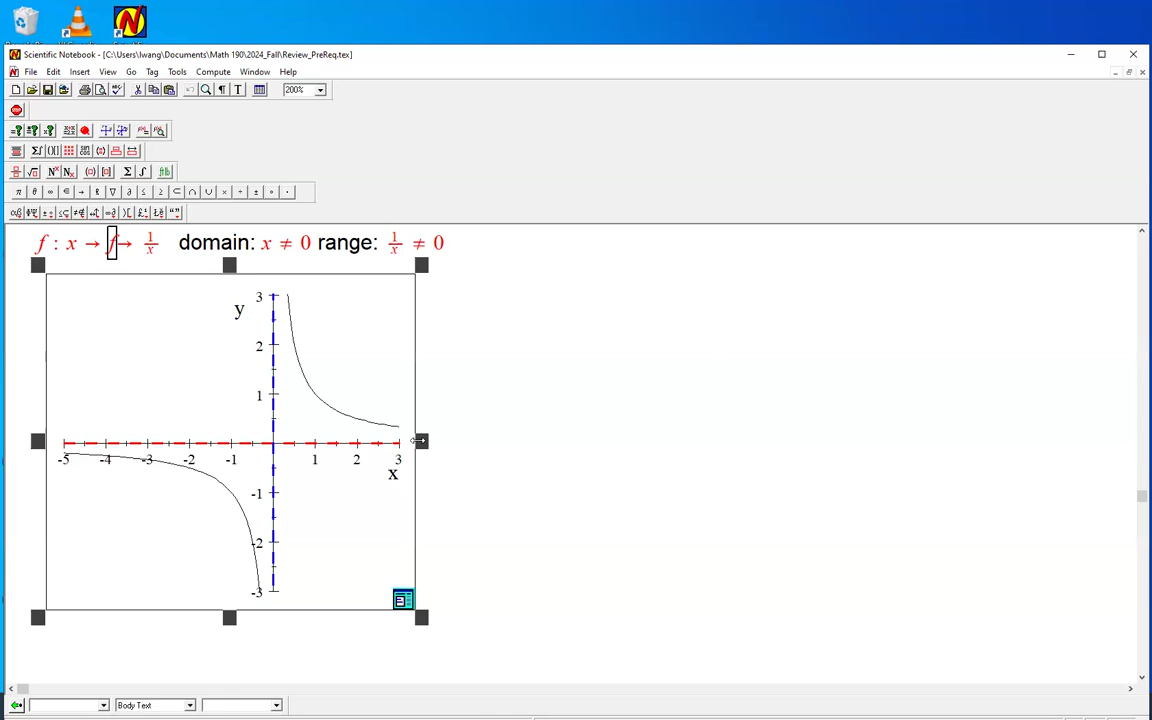 Scientific Notebook - [C:\Users\lwang\Documents\Math 190\2024_Fall\Review_PreReq.tex]
File Edit Insert View Go Tag Tools Compute Window Help
200%
π θ ∞ ∈ → ℓ ∇ ∂ ≤ ≥ ⊂ ∩ ∪ × ÷ ± ∘ ·
f : x → f→ 1/x domain: x ≠ 0 range: 1/x ≠ 0
y
3
2
1
-5 -4 -3 -2 -1 1 2 3
x
-1
-2
-3
Body Text